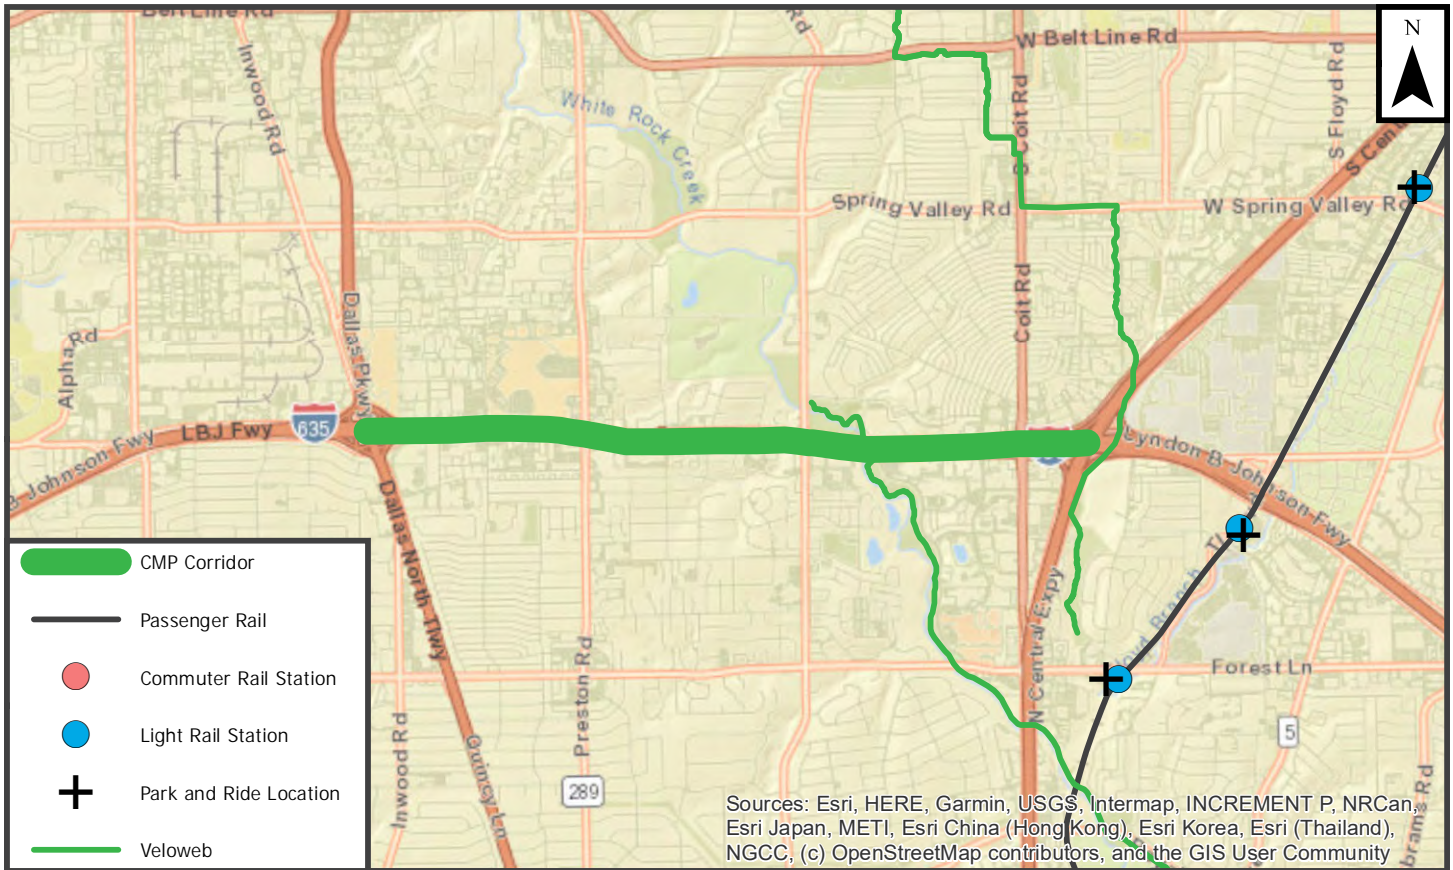 Belt Line Rd
Rd
W Belt Line Rd
N
Inwood Rd
White Rock Creek
S Coit Rd
S Floyd Rd
S Cen
Spring Valley Rd
W Spring Valley Rd
Dallas Pkwy
Coit Rd
Alpha Rd
635
LBJ Fwy
B Johnson Fwy
Lyndon B Johnson Fwy
Dallas North Tlwy
N Central Expy
Forest Ln
Preston Rd
Inwood Rd
Quincy Ln
289
5
brams Rd
CMP Corridor
Passenger Rail
Commuter Rail Station
Light Rail Station
Park and Ride Location
Veloweb
Sources: Esri, HERE, Garmin, USGS, Intermap, INCREMENT P, NRCan,
Esri Japan, METI, Esri China (Hong Kong), Esri Korea, Esri (Thailand),
NGCC, (c) OpenStreetMap contributors, and the GIS User Community